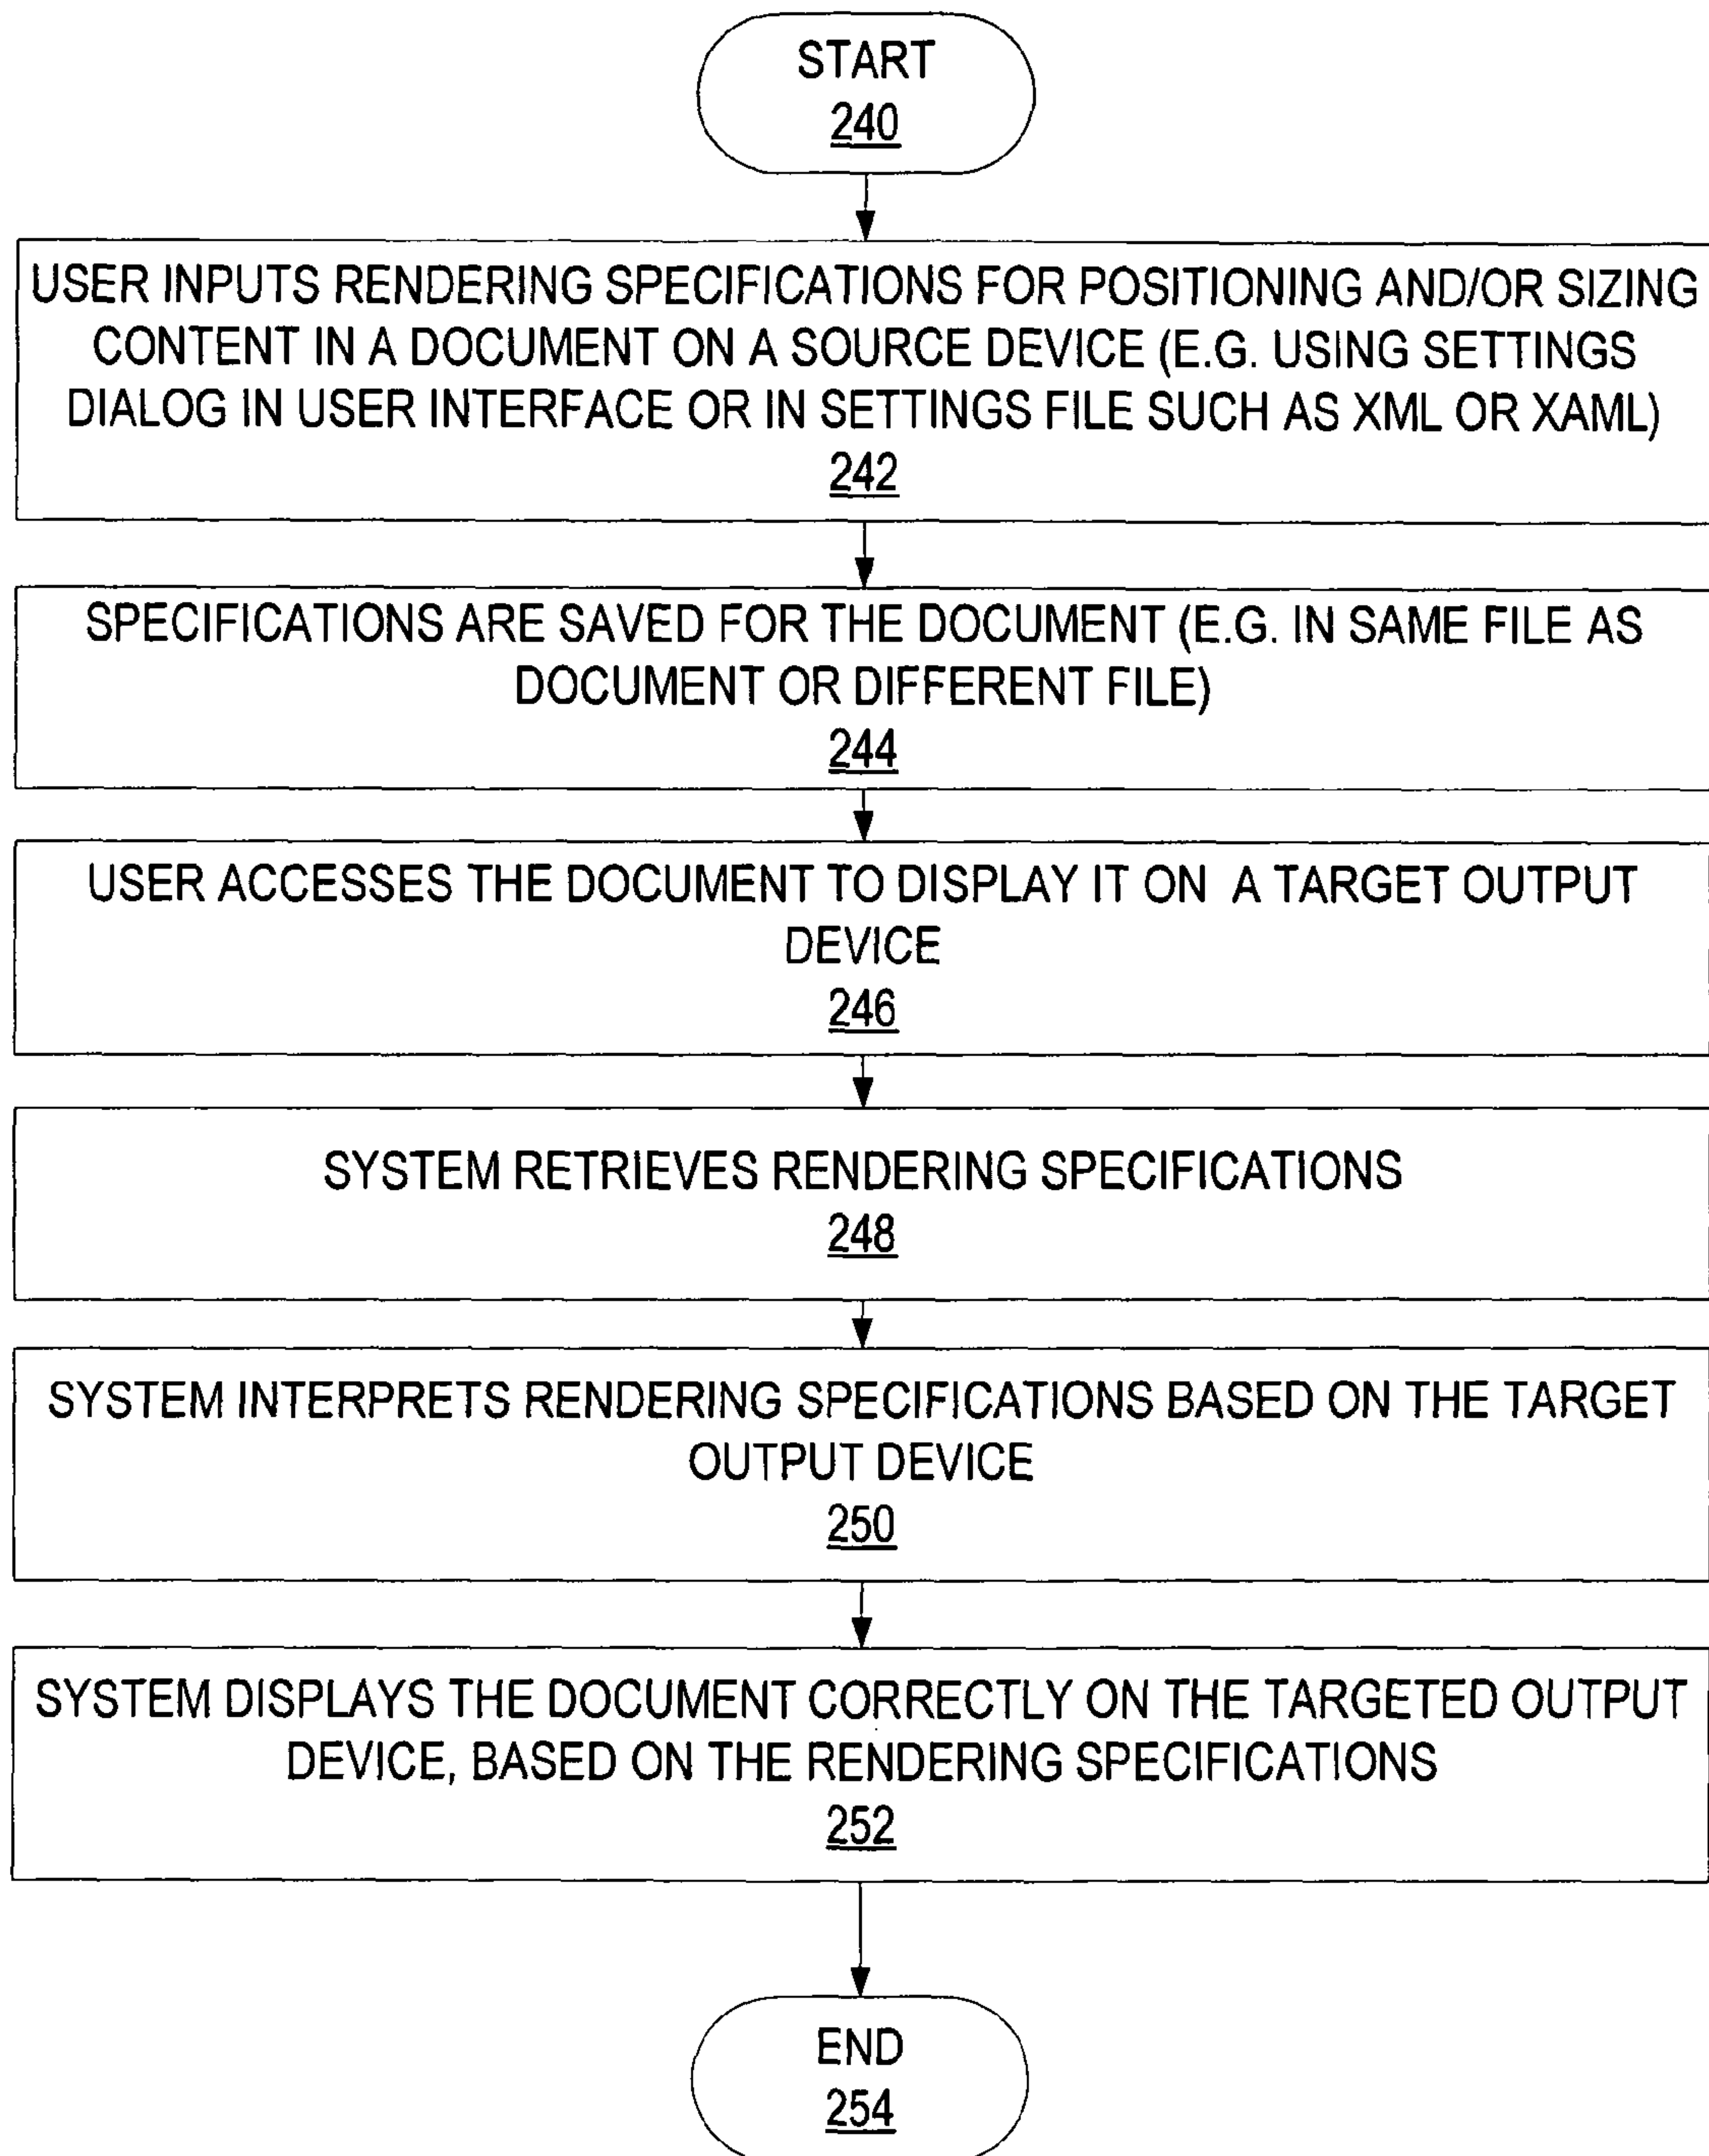 START
240
USER INPUTS RENDERING SPECIFICATIONS FOR POSITIONING AND/OR SIZING
CONTENT IN A DOCUMENT ON A SOURCE DEVICE (E.G. USING SETTINGS
DIALOG IN USER INTERFACE OR IN SETTINGS FILE SUCH AS XML OR XAML)
242
SPECIFICATIONS ARE SAVED FOR THE DOCUMENT (E.G. IN SAME FILE AS
DOCUMENT OR DIFFERENT FILE)
244
USER ACCESSES THE DOCUMENT TO DISPLAY IT ON A TARGET OUTPUT
DEVICE
246
SYSTEM RETRIEVES RENDERING SPECIFICATIONS
248
SYSTEM INTERPRETS RENDERING SPECIFICATIONS BASED ON THE TARGET
OUTPUT DEVICE
250
SYSTEM DISPLAYS THE DOCUMENT CORRECTLY ON THE TARGETED OUTPUT
DEVICE, BASED ON THE RENDERING SPECIFICATIONS
252
END
254